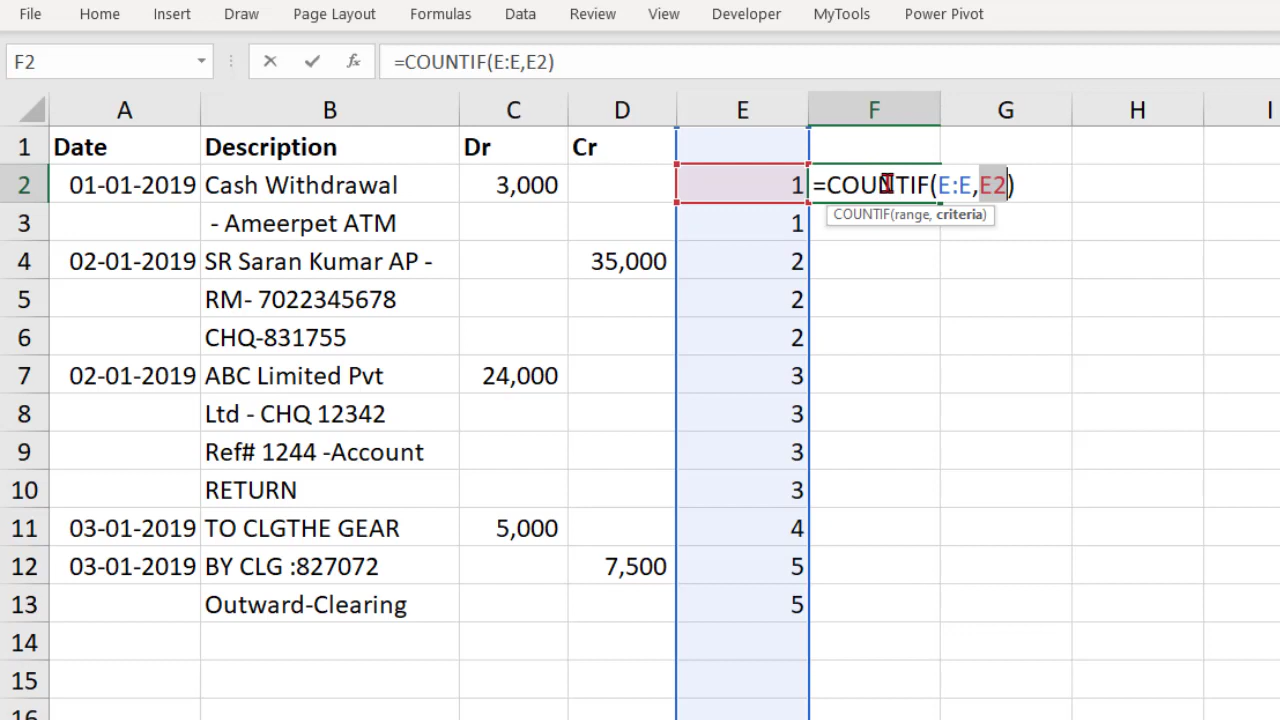 File Home Insert Draw Page Layout Formulas Data Review View Developer MyTools Power Pivot
F2 fx =COUNTIF(E:E,E2)
A B C D E F G H I
1 Date Description Dr Cr
2 01-01-2019 Cash Withdrawal 3,000 1 =COUNTIF(E:E,E2)
COUNTIF(range, criteria)
3 - Ameerpet ATM 1
4 02-01-2019 SR Saran Kumar AP - 35,000 2
5 RM- 7022345678 2
6 CHQ-831755 2
7 02-01-2019 ABC Limited Pvt 24,000 3
8 Ltd - CHQ 12342 3
9 Ref# 1244 -Account 3
10 RETURN 3
11 03-01-2019 TO CLGTHE GEAR 5,000 4
12 03-01-2019 BY CLG :827072 7,500 5
13 Outward-Clearing 5
14
15
16